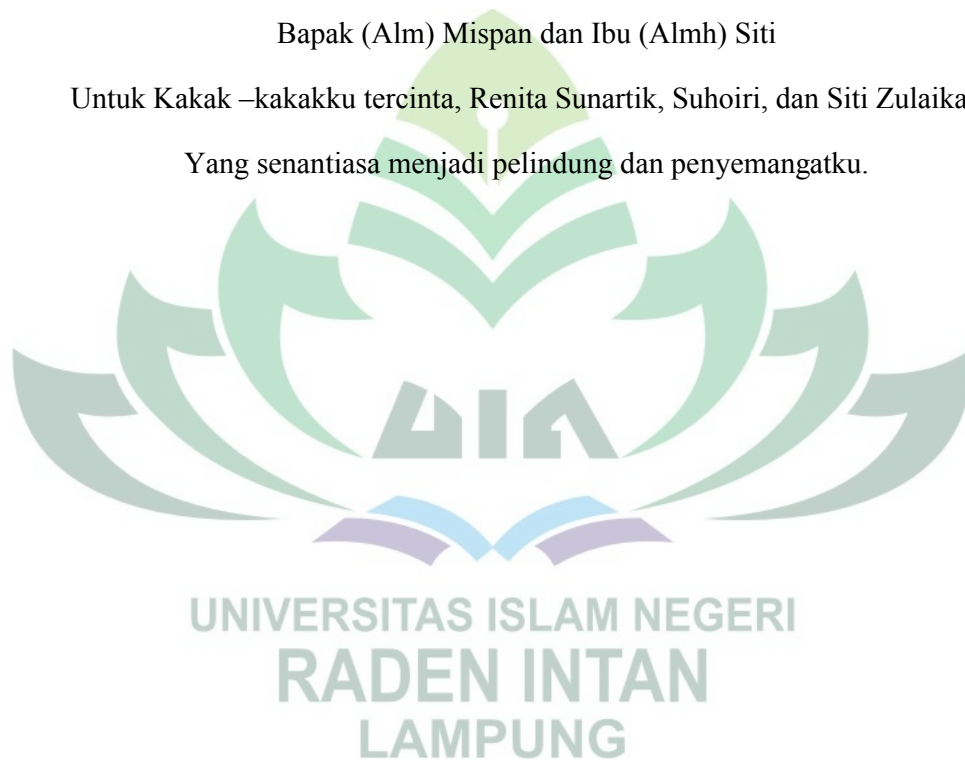 Bapak (Alm) Mispan dan Ibu (Almh) Siti
Untuk Kakak –kakakku tercinta, Renita Sunartik, Suhoiri, dan Siti Zulaika
Yang senantiasa menjadi pelindung dan penyemangatku.
UIN
UNIVERSITAS ISLAM NEGERI
RADEN INTAN
LAMPUNG